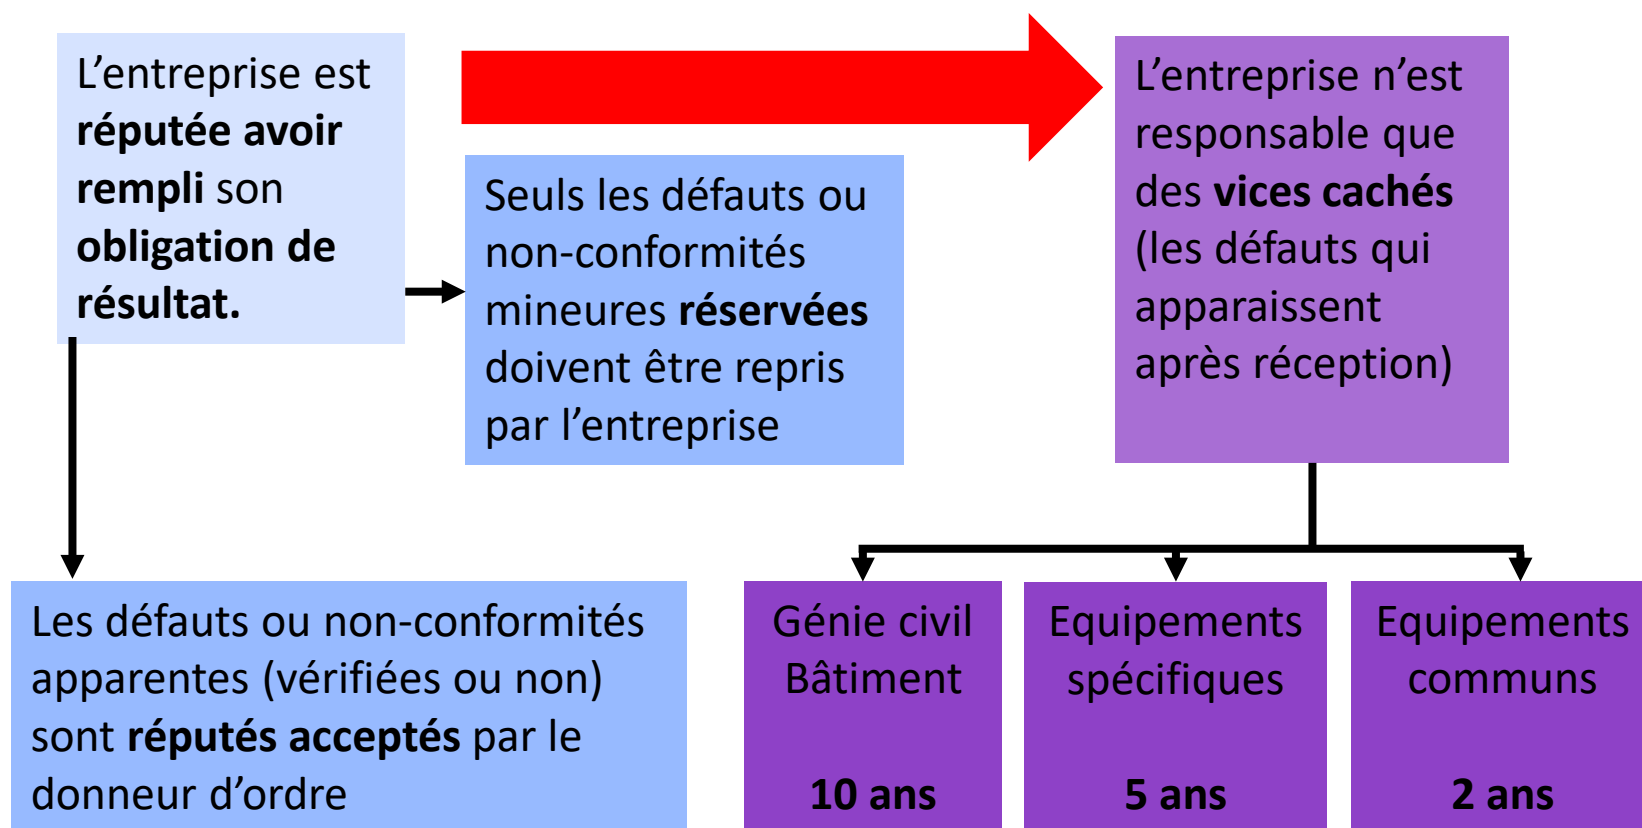 L’entreprise est
réputée avoir
rempli son
obligation de
résultat.
Seuls les défauts ou
non-conformités
mineures réservées
doivent être repris
par l’entreprise
L’entreprise n’est
responsable que
des vices cachés
(les défauts qui
apparaissent
après réception)
Les défauts ou non-conformités
apparentes (vérifiées ou non)
sont réputés acceptés par le
donneur d’ordre
Génie civil
Bâtiment
10 ans
Equipements
spécifiques
5 ans
Equipements
communs
2 ans